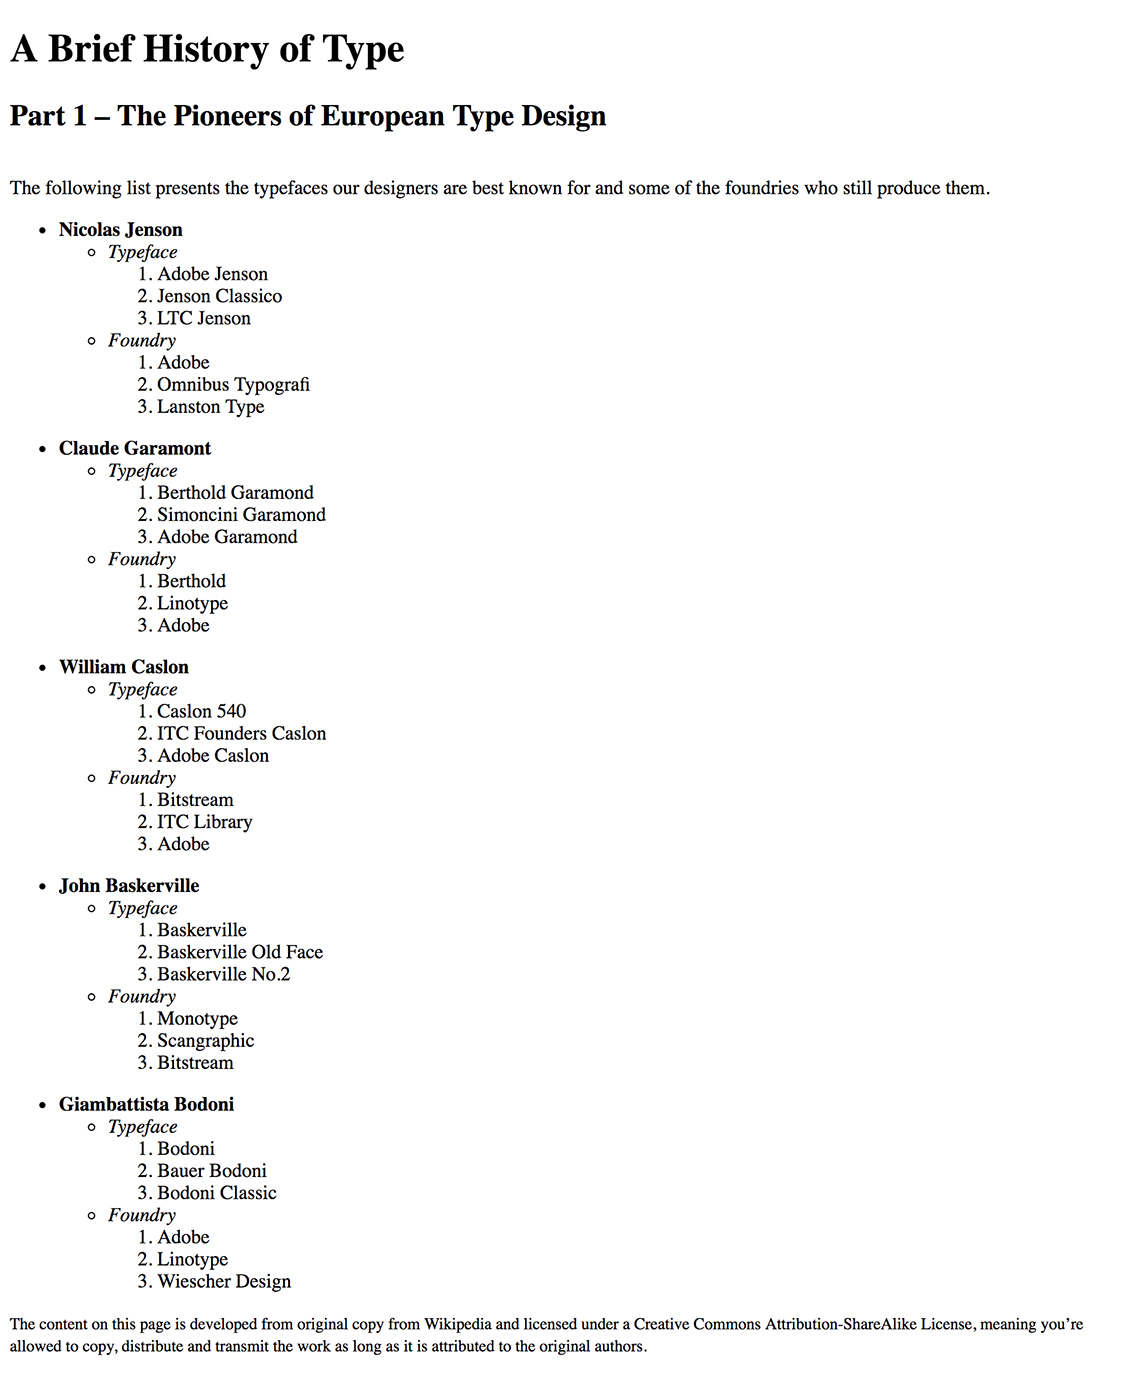 A Brief History of Type
Part 1 – The Pioneers of European Type Design
The following list presents the typefaces our designers are best known for and some of the foundries who still produce them.
• Nicolas Jenson
◦ Typeface
1. Adobe Jenson
2. Jenson Classico
3. LTC Jenson
◦ Foundry
1. Adobe
2. Omnibus Typografi
3. Lanston Type
• Claude Garamont
◦ Typeface
1. Berthold Garamond
2. Simoncini Garamond
3. Adobe Garamond
◦ Foundry
1. Berthold
2. Linotype
3. Adobe
• William Caslon
◦ Typeface
1. Caslon 540
2. ITC Founders Caslon
3. Adobe Caslon
◦ Foundry
1. Bitstream
2. ITC Library
3. Adobe
• John Baskerville
◦ Typeface
1. Baskerville
2. Baskerville Old Face
3. Baskerville No.2
◦ Foundry
1. Monotype
2. Scangraphic
3. Bitstream
• Giambattista Bodoni
◦ Typeface
1. Bodoni
2. Bauer Bodoni
3. Bodoni Classic
◦ Foundry
1. Adobe
2. Linotype
3. Wiescher Design
The content on this page is developed from original copy from Wikipedia and licensed under a Creative Commons Attribution-ShareAlike License, meaning you’re
allowed to copy, distribute and transmit the work as long as it is attributed to the original authors.